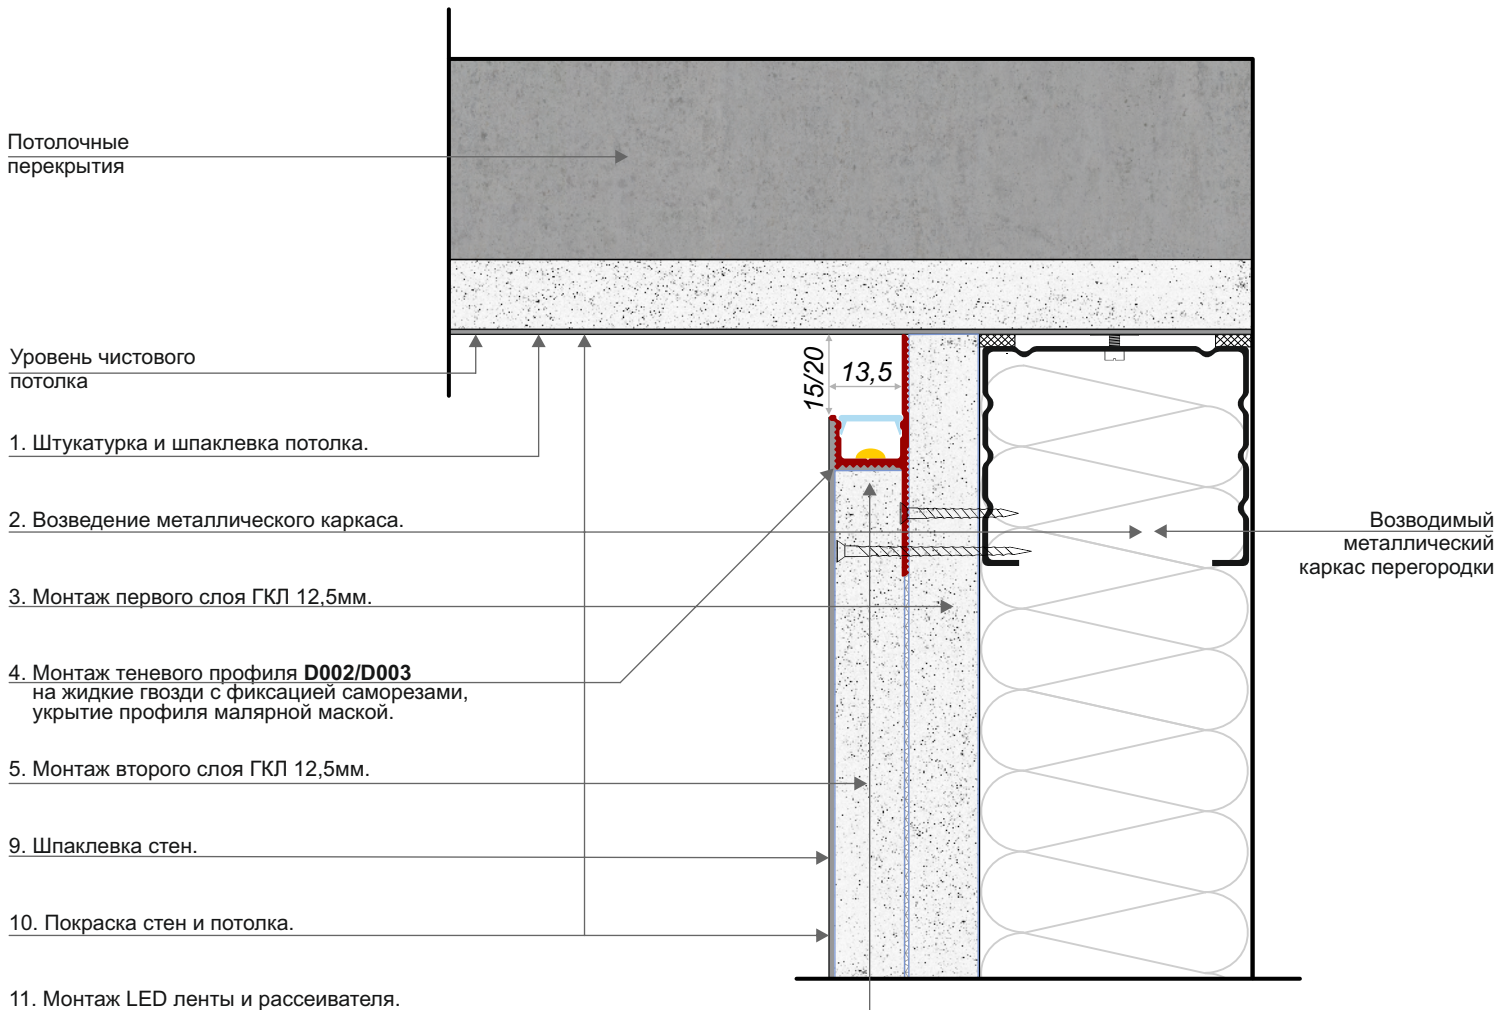 Потолочные
перекрытия
Уровень чистового
потолка
15/20
13,5
1. Штукатурка и шпаклевка потолка.
2. Возведение металлического каркаса.
Возводимый
металлический
каркас перегородки
3. Монтаж первого слоя ГКЛ 12,5мм.
4. Монтаж теневого профиля D002/D003
на жидкие гвозди с фиксацией саморезами,
укрытие профиля малярной маской.
5. Монтаж второго слоя ГКЛ 12,5мм.
9. Шпаклевка стен.
10. Покраска стен и потолка.
11. Монтаж LED ленты и рассеивателя.